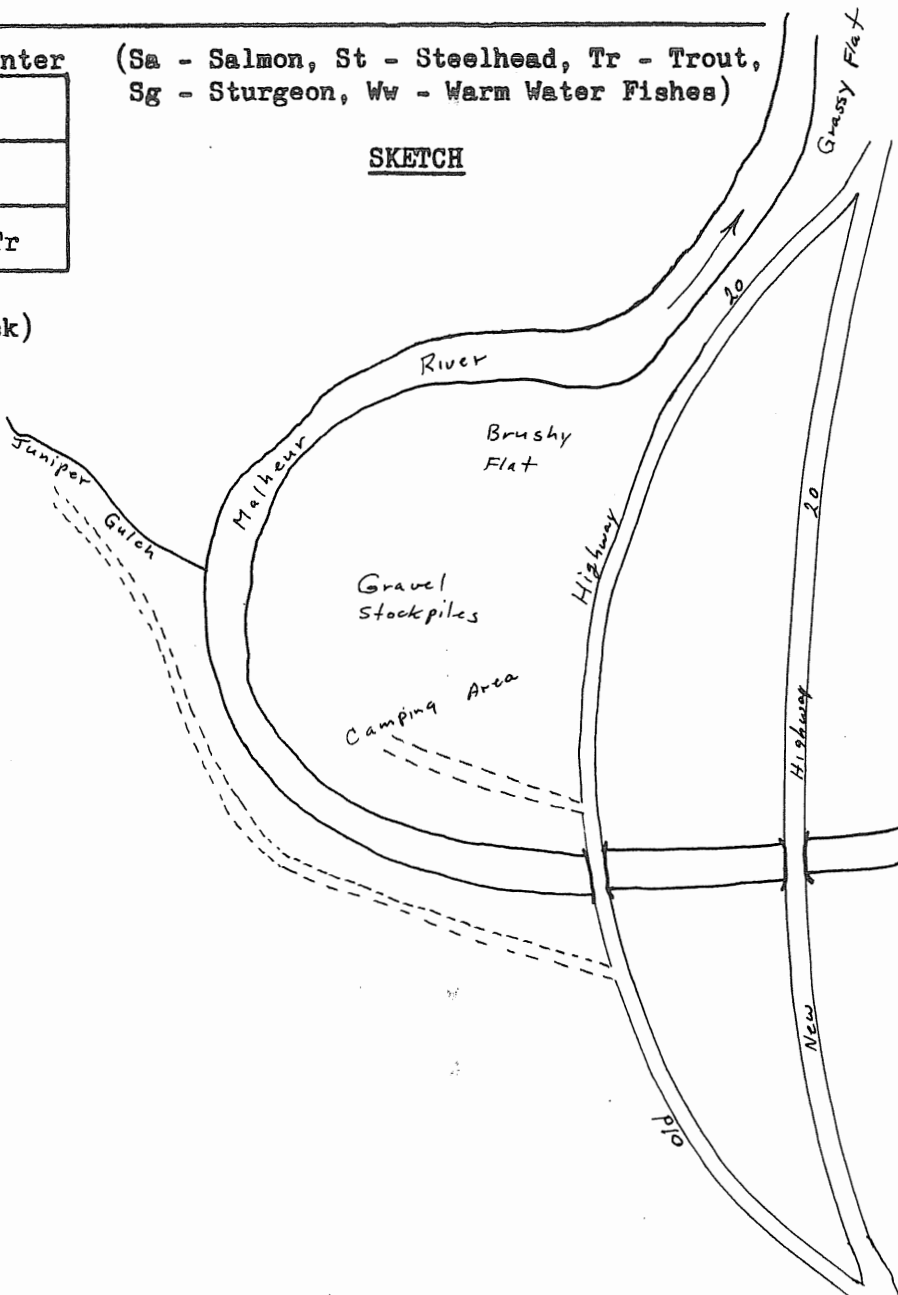 nter (Sa - Salmon, St - Steelhead, Tr - Trout,
Sg - Sturgeon, Ww - Warm Water Fishes)
SKETCH
Tr
k)
Grassy Flat
20
River
Brushy
Flat
Malheur
Juniper
Gulch
20
Highway
Gravel
Stockpiles
Camping Area
Highway
New
Old